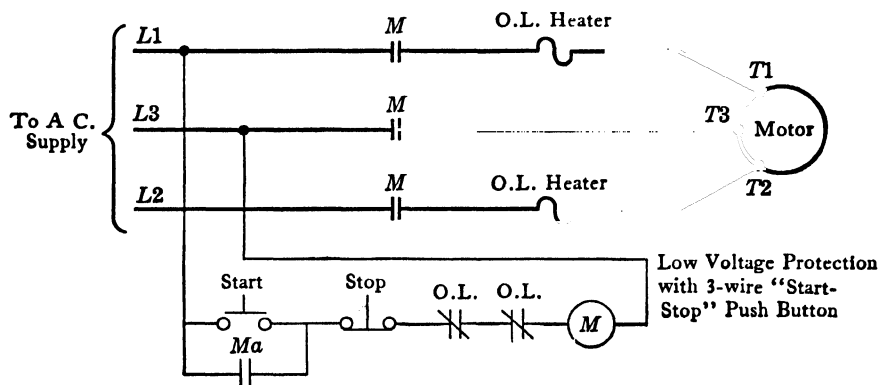 O.L. Heater
L1
M
T1
To A C.
Supply
L3
M
T3
Motor
L2
M
O.L. Heater
T2
Low Voltage Protection
with 3-wire "Start-
Stop" Push Button
Start
Stop
O.L.
O.L.
M
Ma